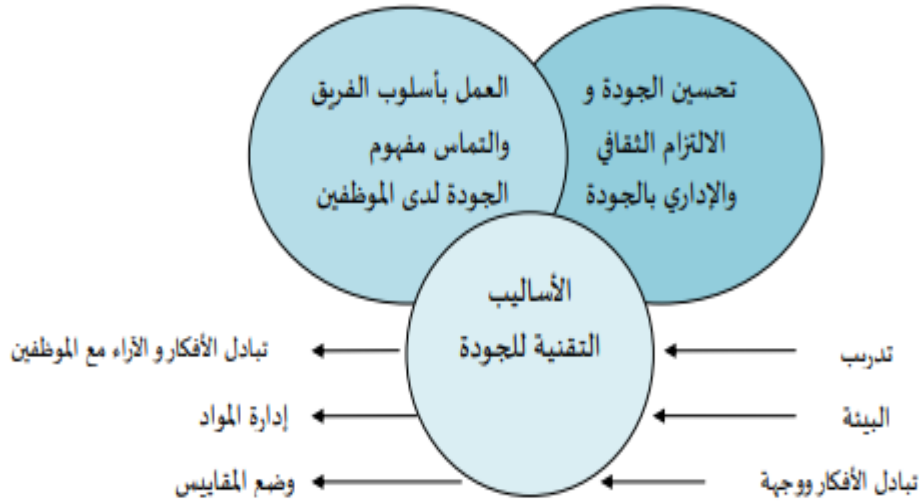 تحسين الجودة و
الالتزام الثقافي
والإداري بالجودة
العمل بأسلوب الفريق
والتماس مفهوم
الجودة لدى الموظفين
الأساليب
التقنية للجودة
تدريب
البيئة
تبادل الأفكار ووجهة
تبادل الأفكار و الآراء مع الموظفين
إدارة المواد
وضع المقاييس